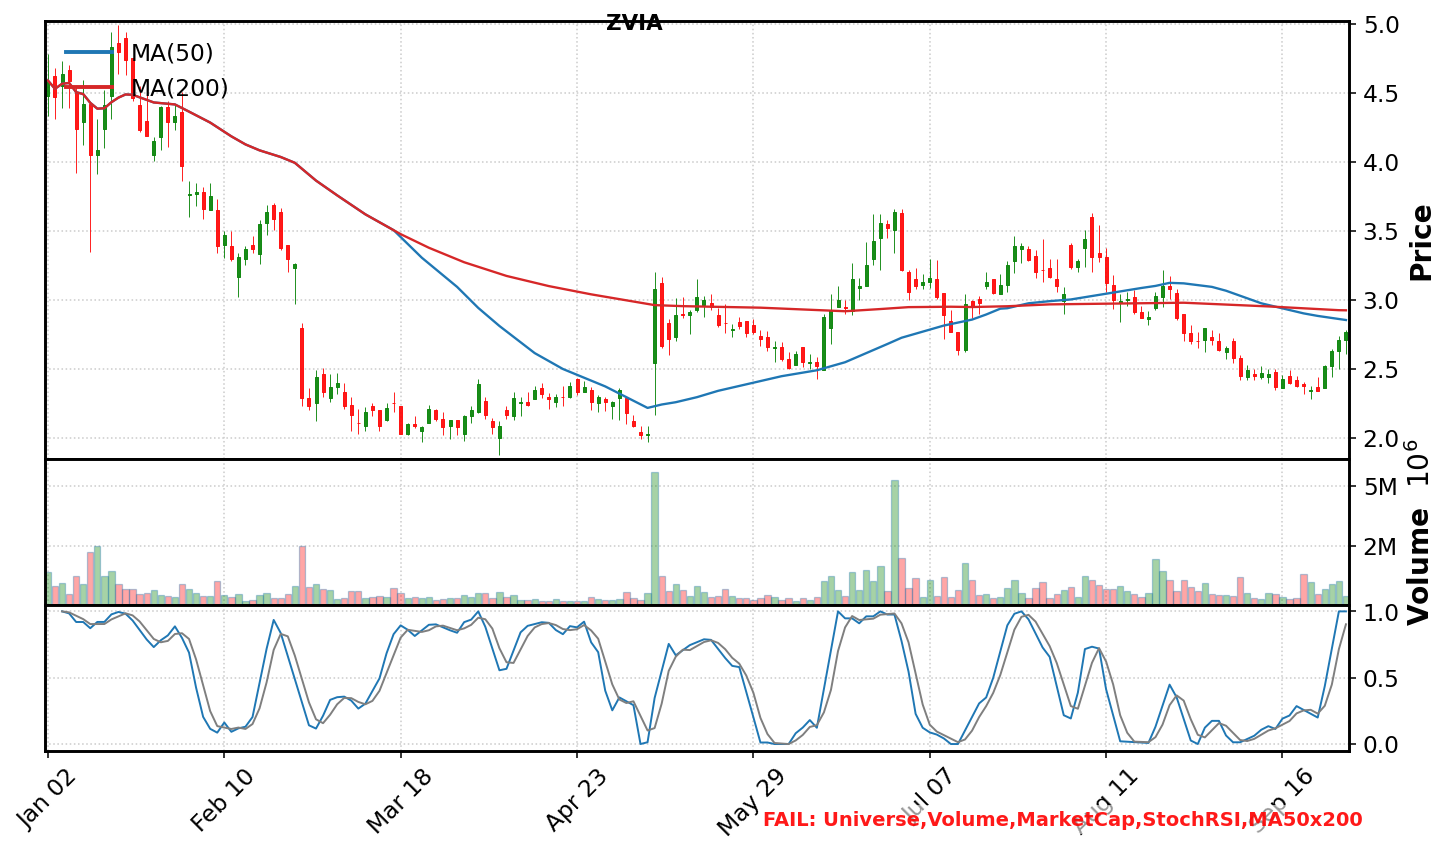 ZVIA
MA(50)
MA(200)
5.0
4.5
4.0
3.5
3.0
2.5
2.0
Price
5M
2M
Volume 10⁶
1.0
0.5
0.0
Jan 02
Feb 10
Mar 18
Apr 23
May 29
Jul 07
Aug 11
Sep 16
FAIL: Universe,Volume,MarketCap,StochRSI,MA50x200